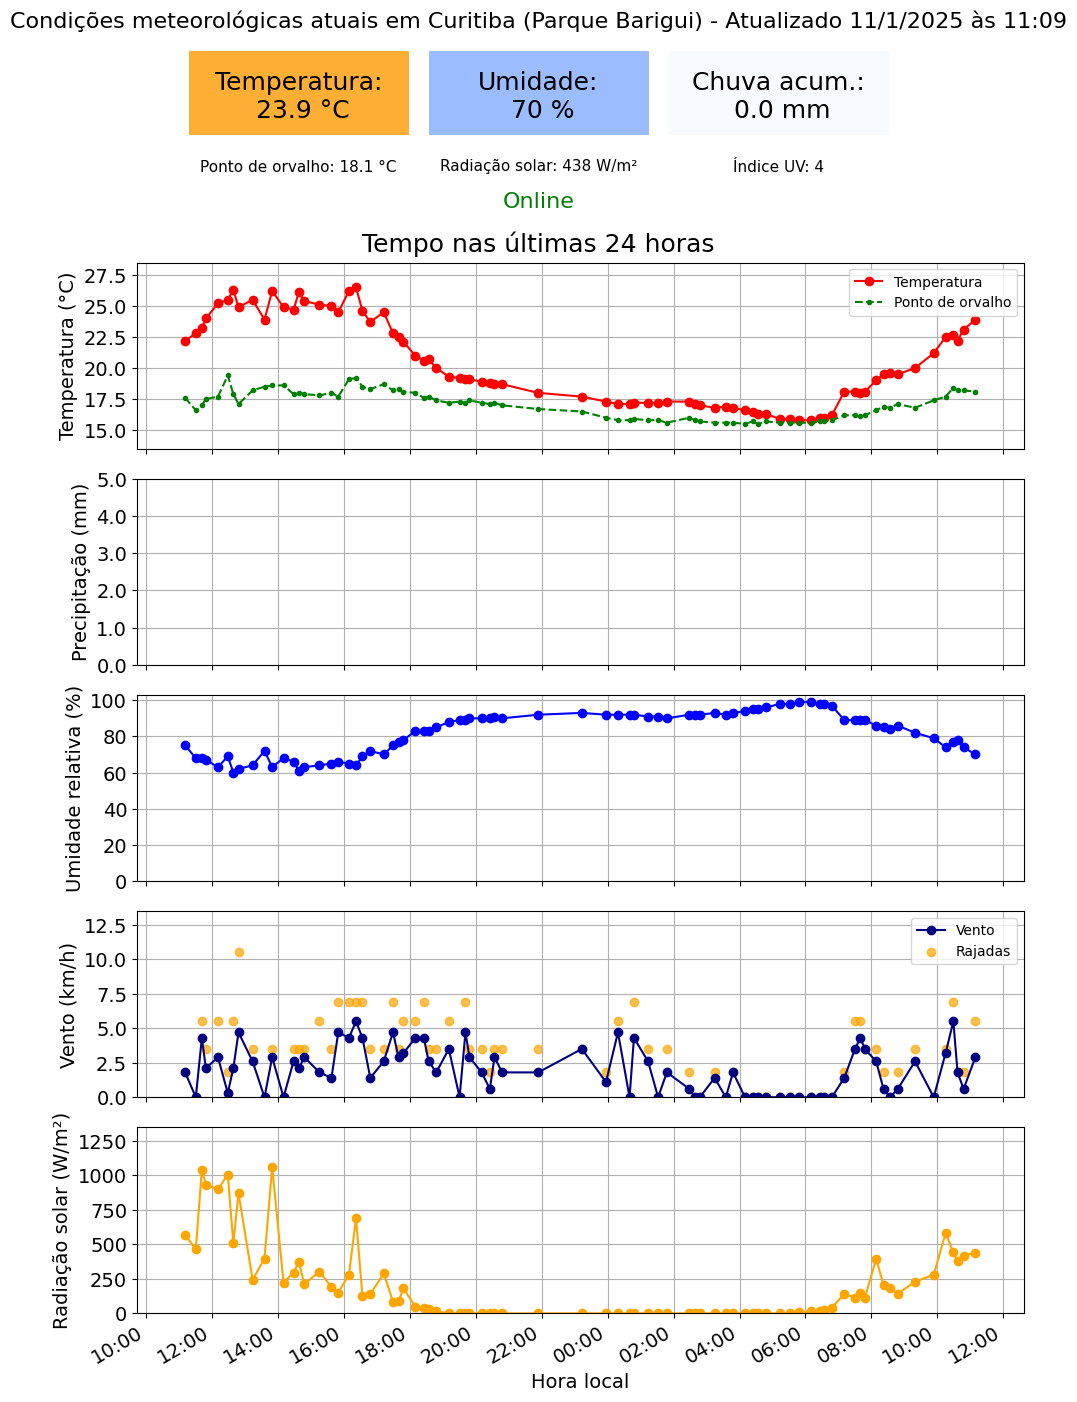 Condições meteorológicas atuais em Curitiba (Parque Barigui) - Atualizado 11/1/2025 às 11:09
Temperatura:
23.9 °C
Umidade:
70 %
Chuva acum.:
0.0 mm
Ponto de orvalho: 18.1 °C
Radiação solar: 438 W/m²
Índice UV: 4
Online
Tempo nas últimas 24 horas
Temperatura (°C)
27.5
25.0
22.5
20.0
17.5
15.0
Temperatura
Ponto de orvalho
Precipitação (mm)
5.0
4.0
3.0
2.0
1.0
0.0
Umidade relativa (%)
100
80
60
40
20
0
Vento (km/h)
12.5
10.0
7.5
5.0
2.5
0.0
Vento
Rajadas
Radiação solar (W/m²)
1250
1000
750
500
250
0
10:00 12:00 14:00 16:00 18:00 20:00 22:00 00:00 02:00 04:00 06:00 08:00 10:00 12:00
Hora local